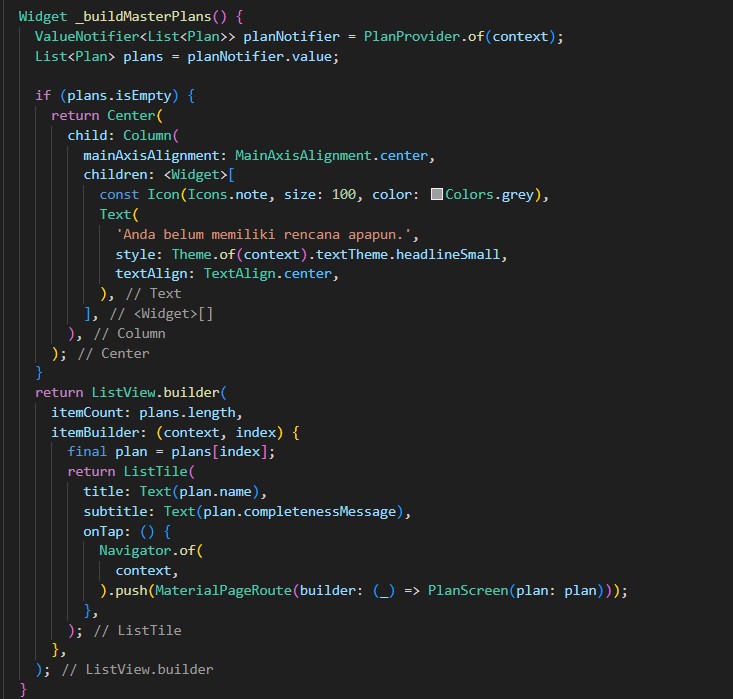 Widget _buildMasterPlans() {
  ValueNotifier<List<Plan>> planNotifier = PlanProvider.of(context);
  List<Plan> plans = planNotifier.value;

  if (plans.isEmpty) {
    return Center(
      child: Column(
        mainAxisAlignment: MainAxisAlignment.center,
        children: <Widget>[
          const Icon(Icons.note, size: 100, color: Colors.grey),
          Text(
            'Anda belum memiliki rencana apapun.',
            style: Theme.of(context).textTheme.headlineSmall,
            textAlign: TextAlign.center,
          ), // Text
        ], // <Widget>[]
      ), // Column
    ); // Center
  }
  return ListView.builder(
    itemCount: plans.length,
    itemBuilder: (context, index) {
      final plan = plans[index];
      return ListTile(
        title: Text(plan.name),
        subtitle: Text(plan.completenessMessage),
        onTap: () {
          Navigator.of(
            context,
          ).push(MaterialPageRoute(builder: (_) => PlanScreen(plan: plan)));
        },
      ); // ListTile
    },
  ); // ListView.builder
}